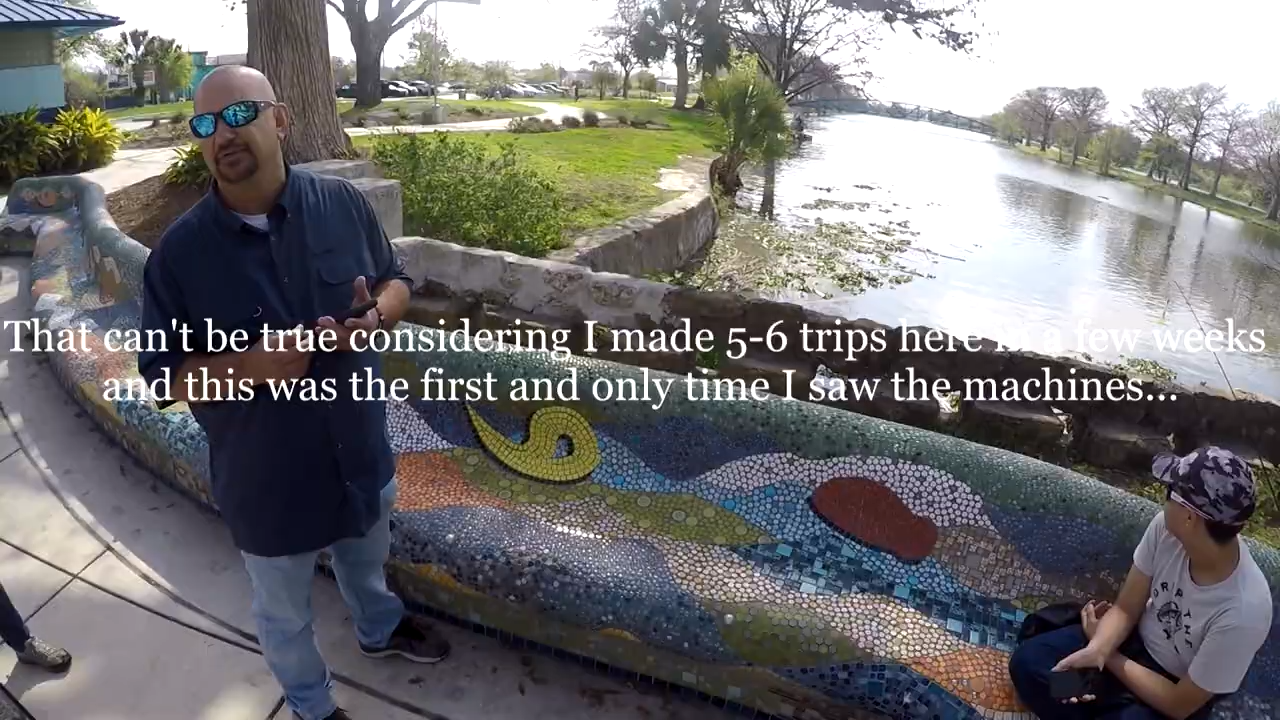 That can't be true considering I made 5-6 trips here in a few weeks
and this was the first and only time I saw the machines...